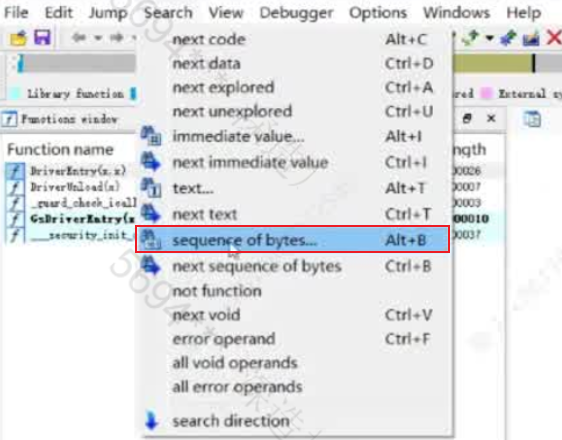 File Edit Jump Search View Debugger Options Windows Help
next code Alt+C
next data Ctrl+D
next explored Ctrl+A
Library function red External sy
next unexplored Ctrl+U
Functions window
immediate value... Alt+I
Function name ngth
next immediate value Ctrl+I
DriverEntry(x,x) 00026
text... Alt+T
DriverUnload(x) 00007
_guard_check_icall 00003
next text Ctrl+T
GsDriverEntry(x 000010
___security_init_c 00037
sequence of bytes... Alt+B
next sequence of bytes Ctrl+B
not function
next void Ctrl+V
error operand Ctrl+F
all void operands
all error operands
search direction
5694